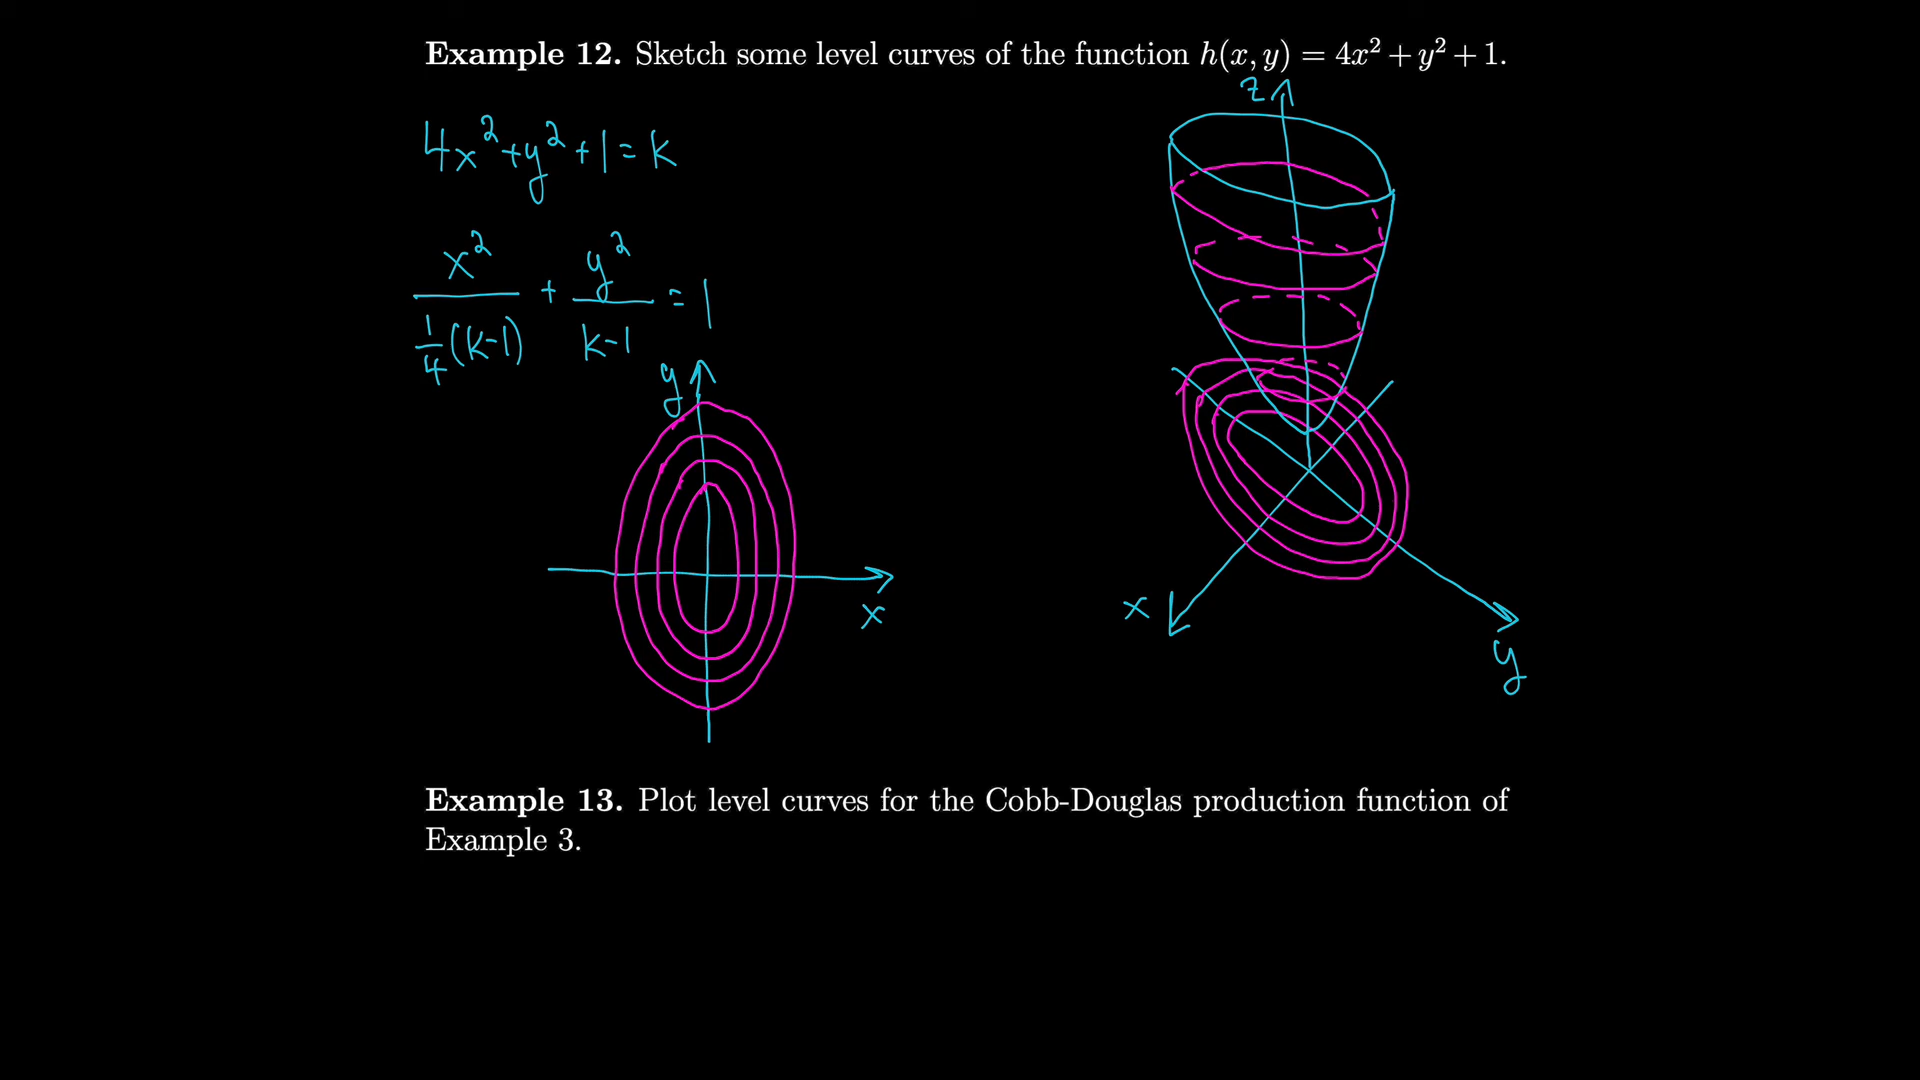 Example 12. Sketch some level curves of the function h(x, y) = 4x² + y² + 1.
4x² + y² + 1 = k
x² / ¼(k-1) + y² / k-1 = 1
y
x
z
x
y
Example 13. Plot level curves for the Cobb-Douglas production function of
Example 3.